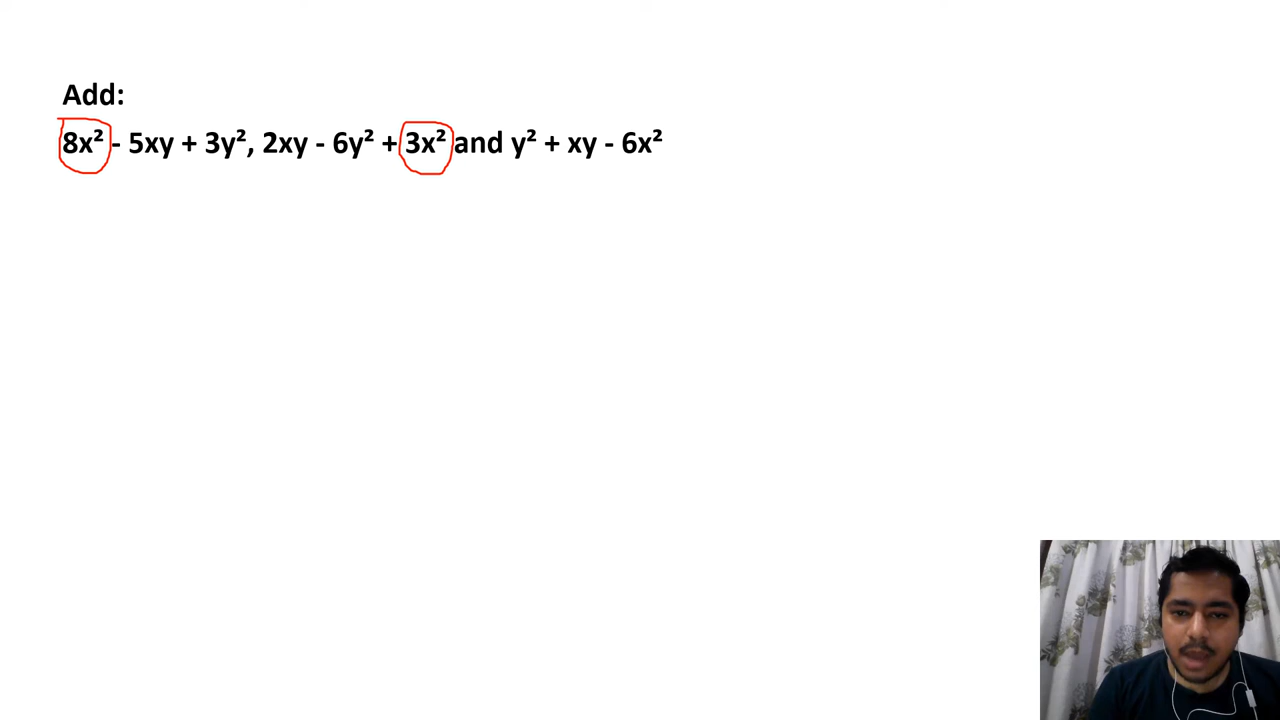 Add:
8x² - 5xy + 3y², 2xy - 6y² + 3x² and y² + xy - 6x²